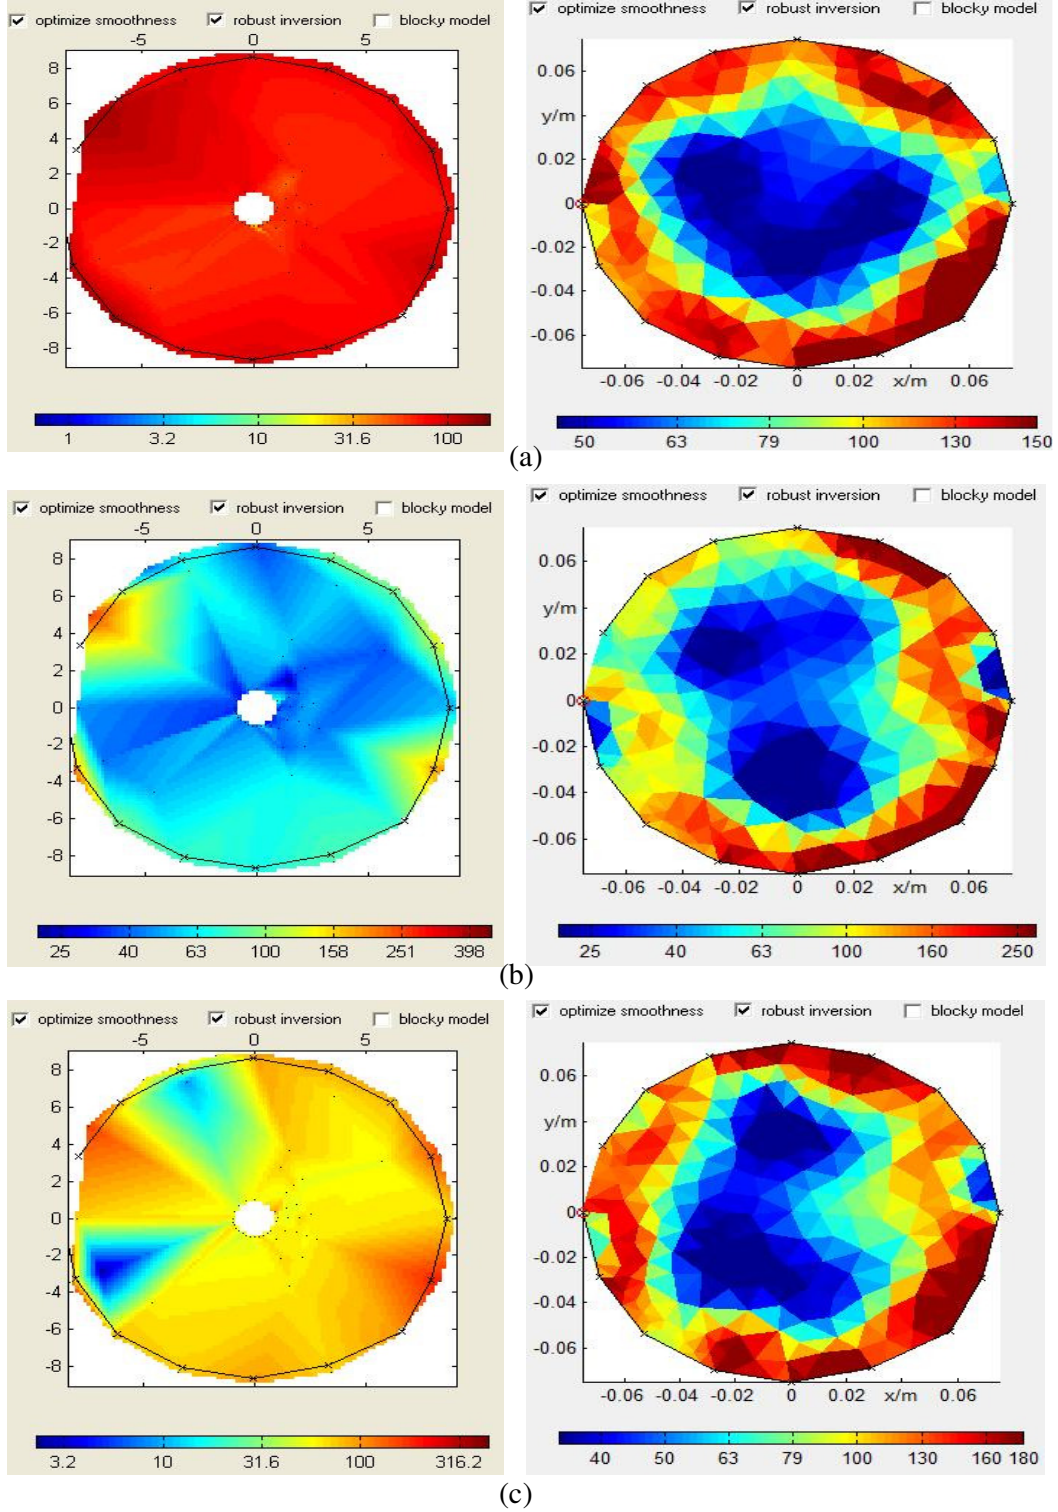 optimize smoothness robust inversion blocky model
-5 0 5
8
6
4
2
0
-2
-4
-6
-8
1 3.2 10 31.6 100
optimize smoothness robust inversion blocky model
0.06
y/m
0.02
0
-0.02
-0.04
-0.06
-0.06 -0.04 -0.02 0 0.02 x/m 0.06
50 63 79 100 130 150
(a)
optimize smoothness robust inversion blocky model
-5 0 5
8
6
4
2
0
-2
-4
-6
-8
25 40 63 100 158 251 398
optimize smoothness robust inversion blocky model
0.06
y/m
0.02
0
-0.02
-0.04
-0.06
-0.06 -0.04 -0.02 0 0.02 x/m 0.06
25 40 63 100 160 250
(b)
optimize smoothness robust inversion blocky model
-5 0 5
8
6
4
2
0
-2
-4
-6
-8
3.2 10 31.6 100 316.2
optimize smoothness robust inversion blocky model
0.06
y/m
0.02
0
-0.02
-0.04
-0.06
-0.06 -0.04 -0.02 0 0.02 x/m 0.06
40 50 63 79 100 130 160 180
(c)